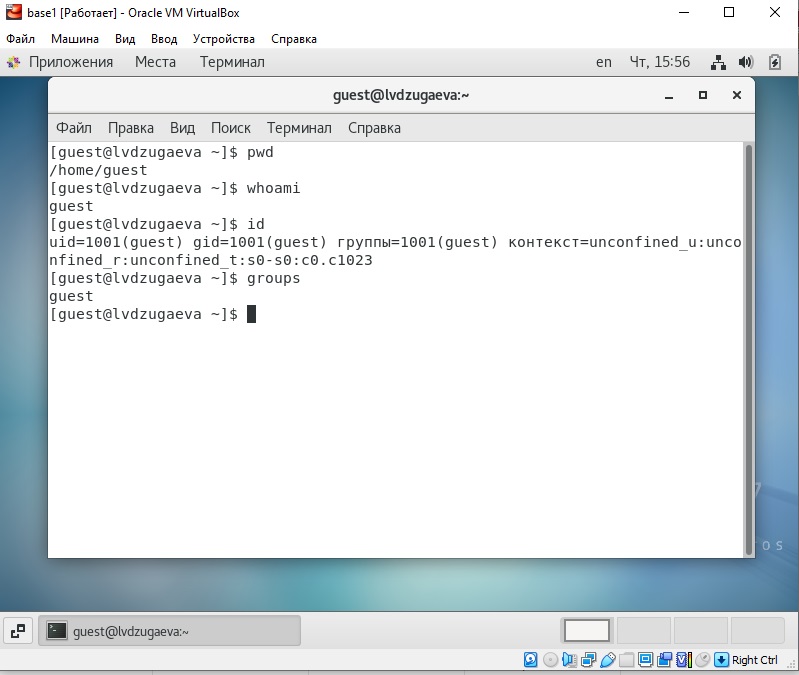 base1 [Работает] - Oracle VM VirtualBox
Файл Машина Вид Ввод Устройства Справка
Приложения Места Терминал en Чт, 15:56
guest@lvdzugaeva:~
Файл Правка Вид Поиск Терминал Справка
[guest@lvdzugaeva ~]$ pwd
/home/guest
[guest@lvdzugaeva ~]$ whoami
guest
[guest@lvdzugaeva ~]$ id
uid=1001(guest) gid=1001(guest) группы=1001(guest) контекст=unconfined_u:unco
nfined_r:unconfined_t:s0-s0:c0.c1023
[guest@lvdzugaeva ~]$ groups
guest
[guest@lvdzugaeva ~]$
7
OS
guest@lvdzugaeva:~
Right Ctrl